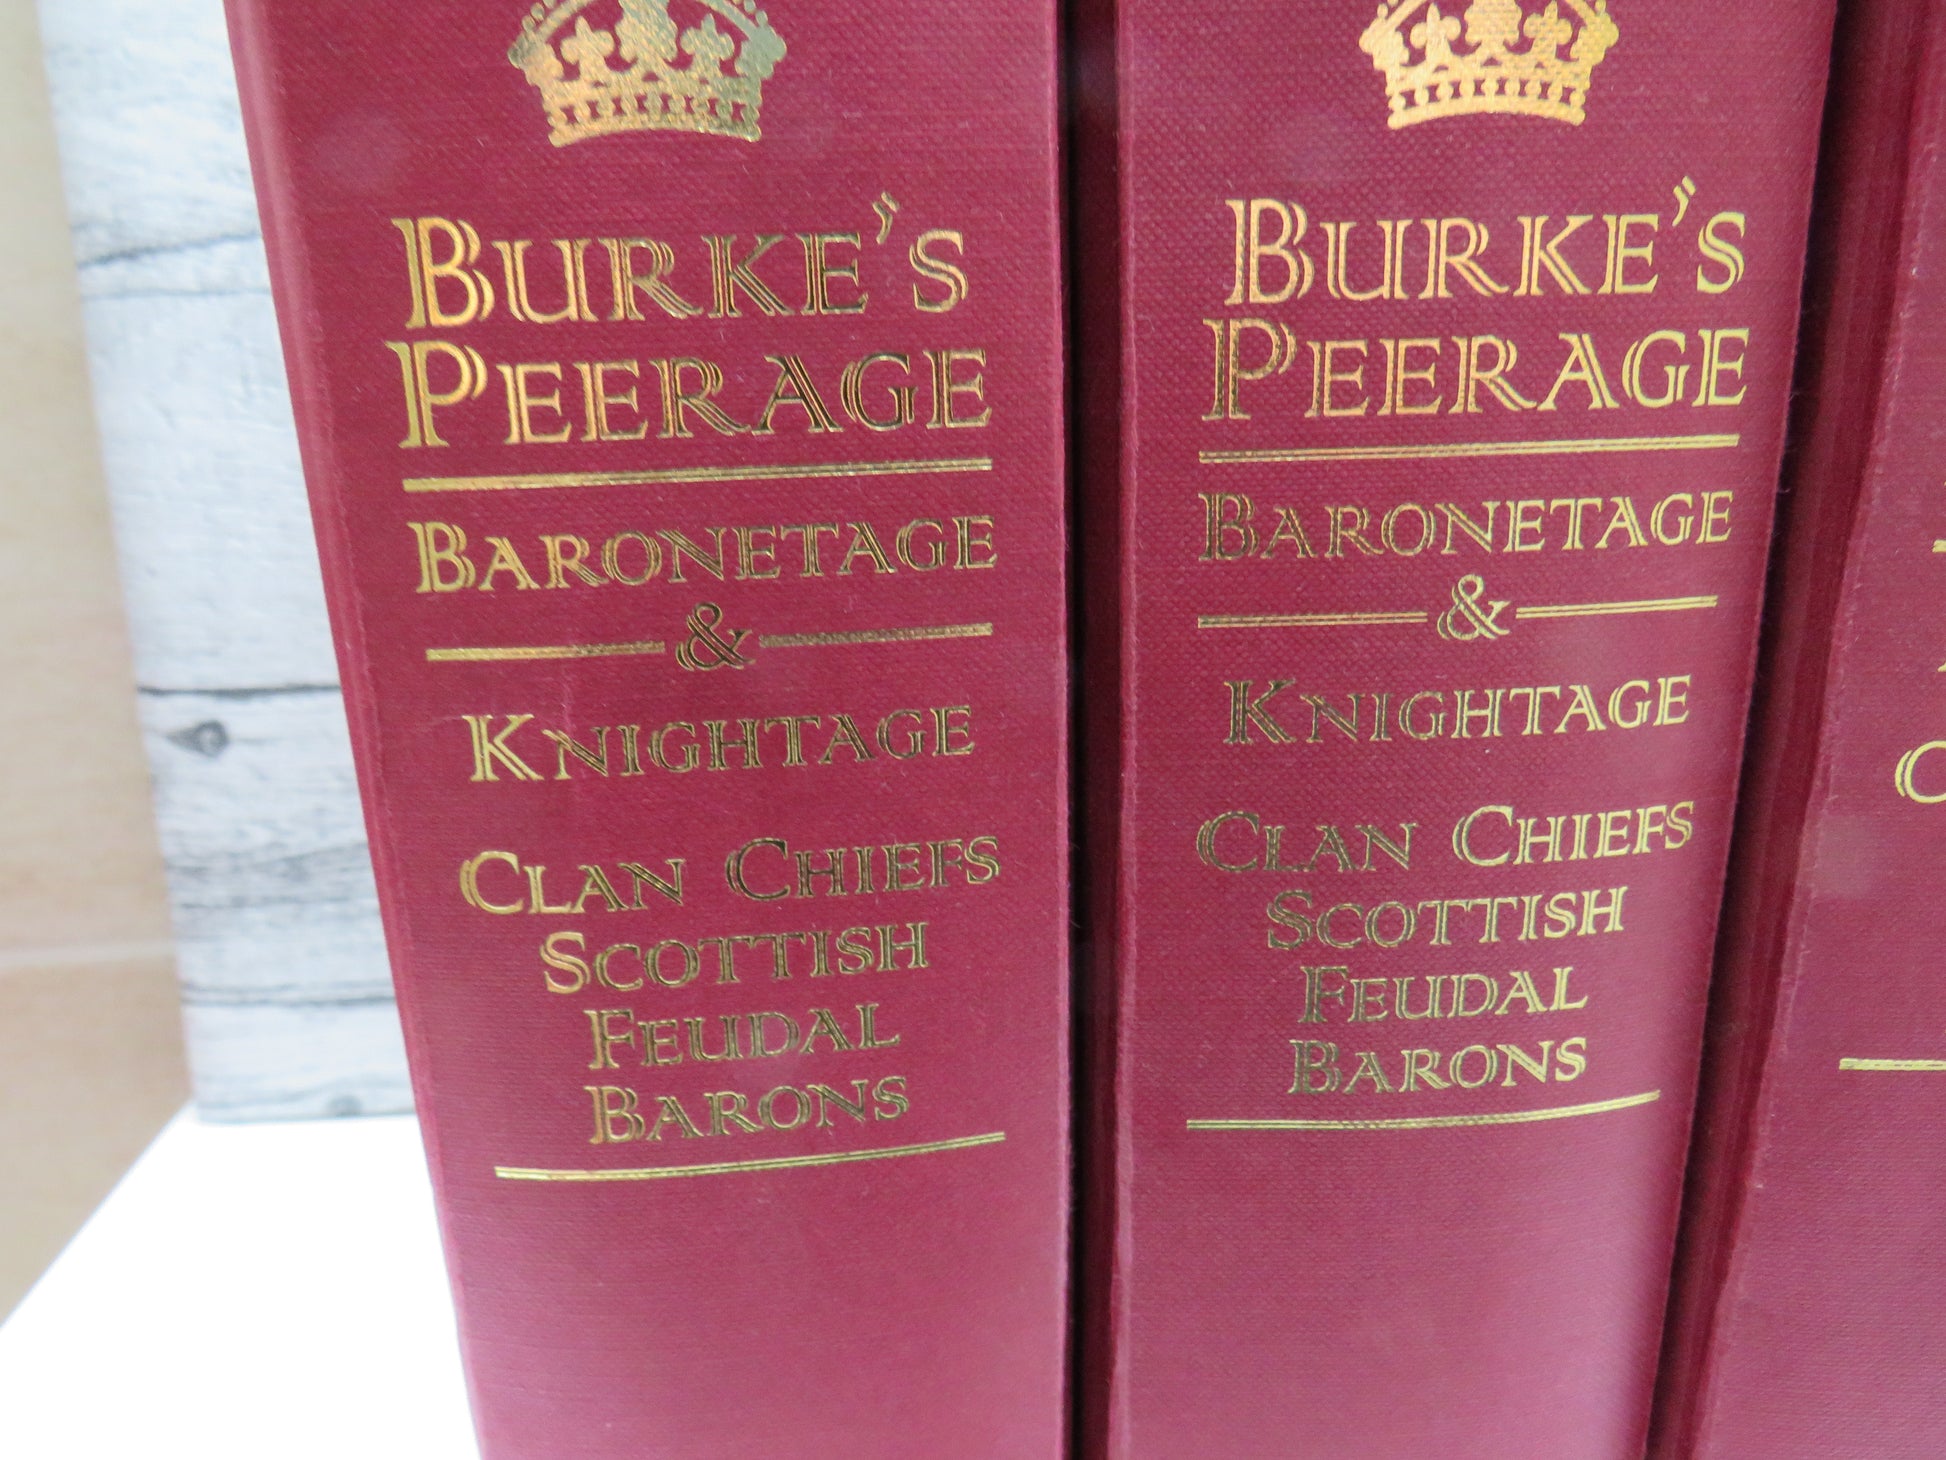 BURKE'S
PEERAGE
BARONETAGE
&
KNIGHTAGE
CLAN CHIEFS
SCOTTISH
FEUDAL
BARONS
BURKE'S
PEERAGE
BARONETAGE
&
KNIGHTAGE
CLAN CHIEFS
SCOTTISH
FEUDAL
BARONS